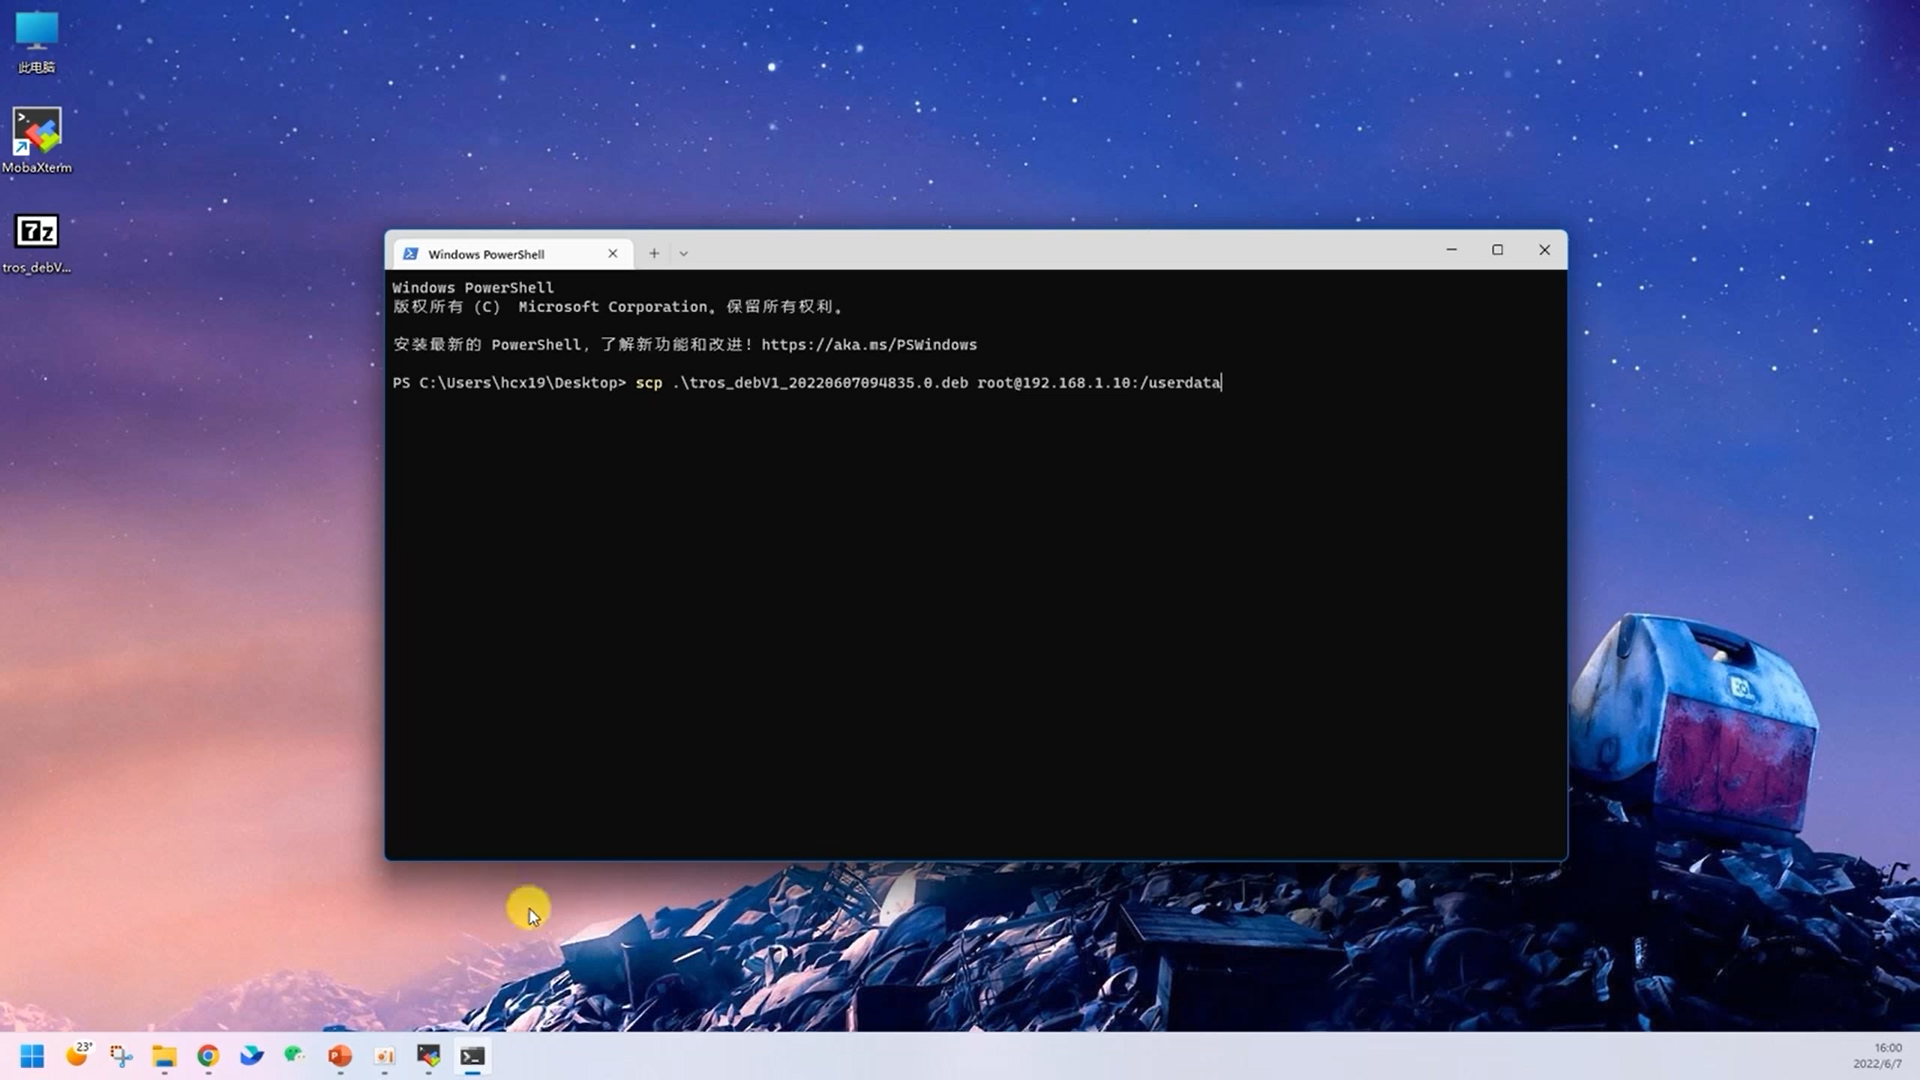 此电脑
MobaXterm
7z
tros_debV...
Windows PowerShell
Windows PowerShell
版权所有 (C) Microsoft Corporation。保留所有权利。
安装最新的 PowerShell，了解新功能和改进！https://aka.ms/PSWindows
PS C:\Users\hcx19\Desktop> scp .\tros_debV1_20220607094835.0.deb root@192.168.1.10:/userdata
23°
16:00
2022/6/7